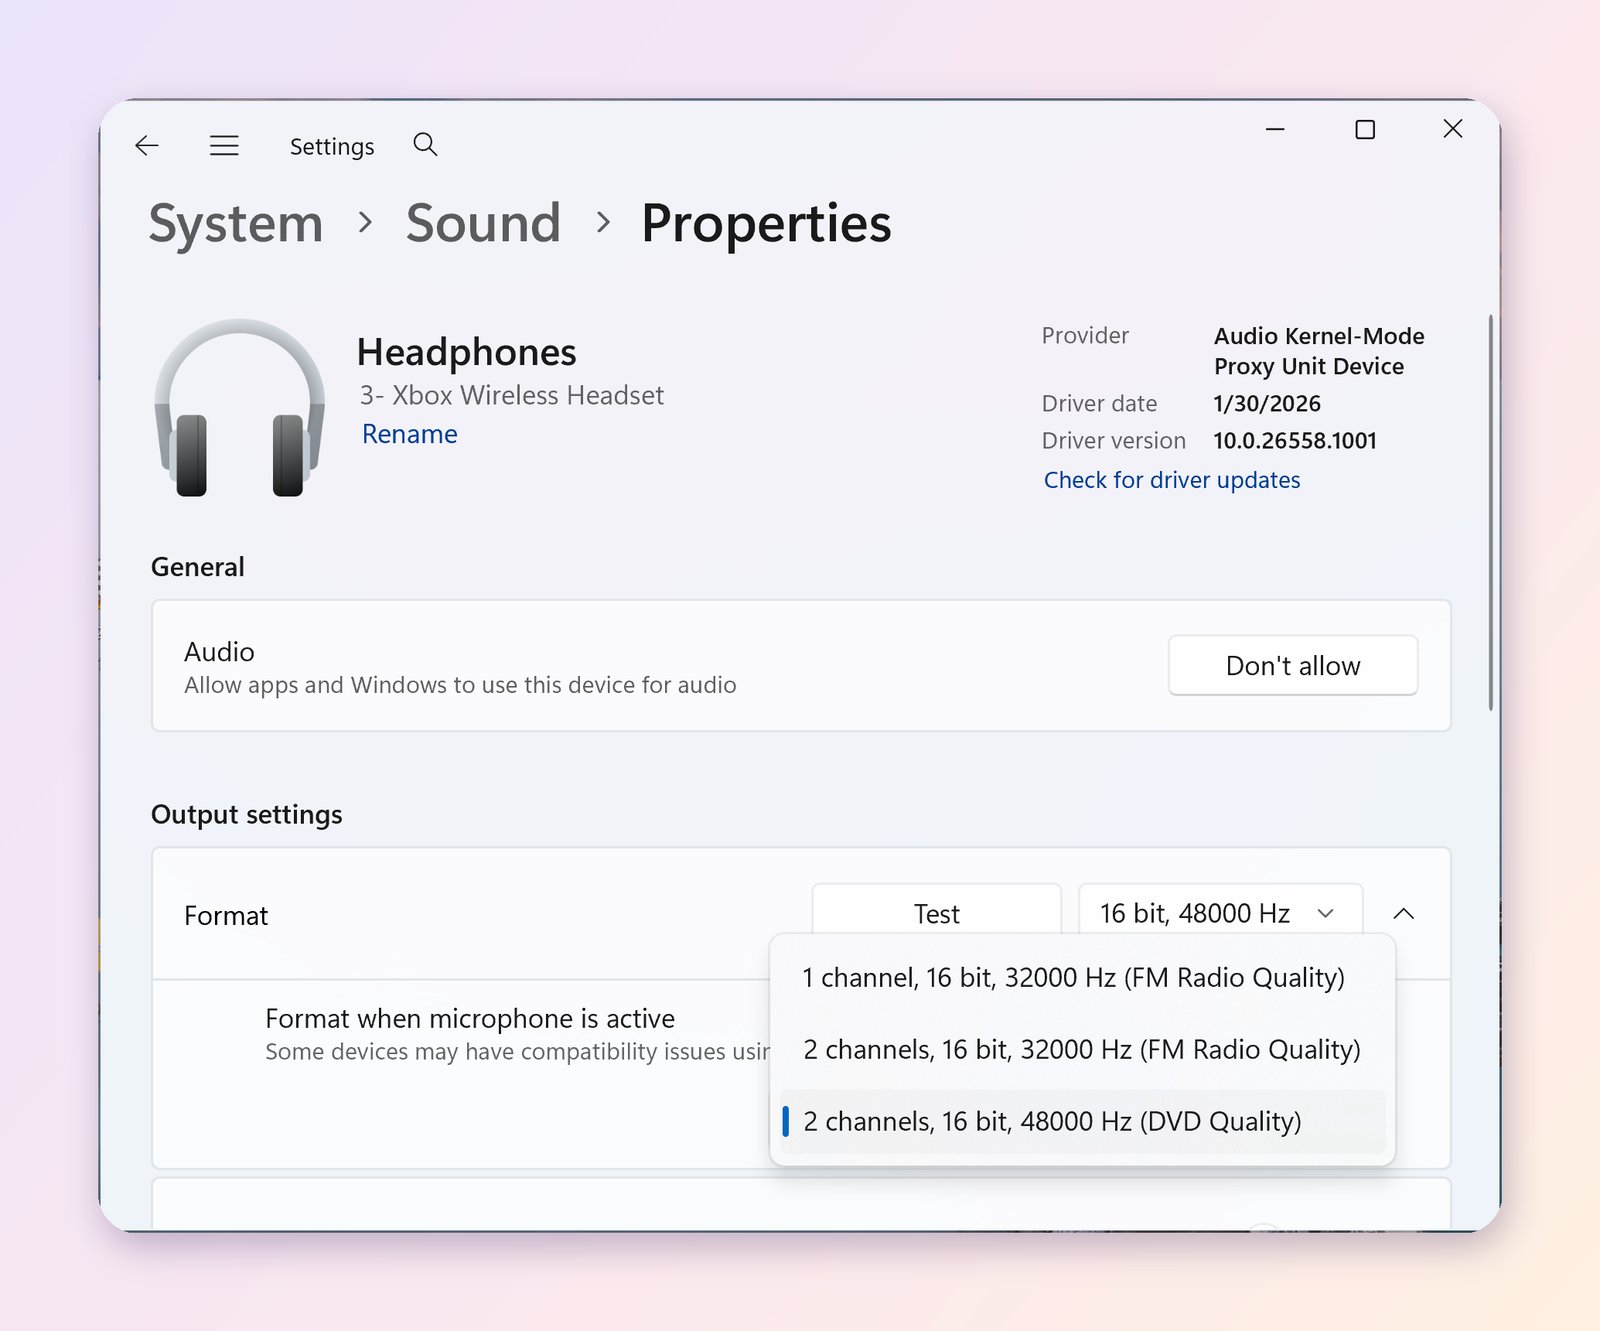 Settings
System > Sound > Properties
Headphones
3- Xbox Wireless Headset
Rename
Provider Audio Kernel-Mode
Proxy Unit Device
Driver date 1/30/2026
Driver version 10.0.26558.1001
Check for driver updates
General
Audio
Allow apps and Windows to use this device for audio
Don't allow
Output settings
Format
Test
16 bit, 48000 Hz
1 channel, 16 bit, 32000 Hz (FM Radio Quality)
2 channels, 16 bit, 32000 Hz (FM Radio Quality)
2 channels, 16 bit, 48000 Hz (DVD Quality)
Format when microphone is active
Some devices may have compatibility issues